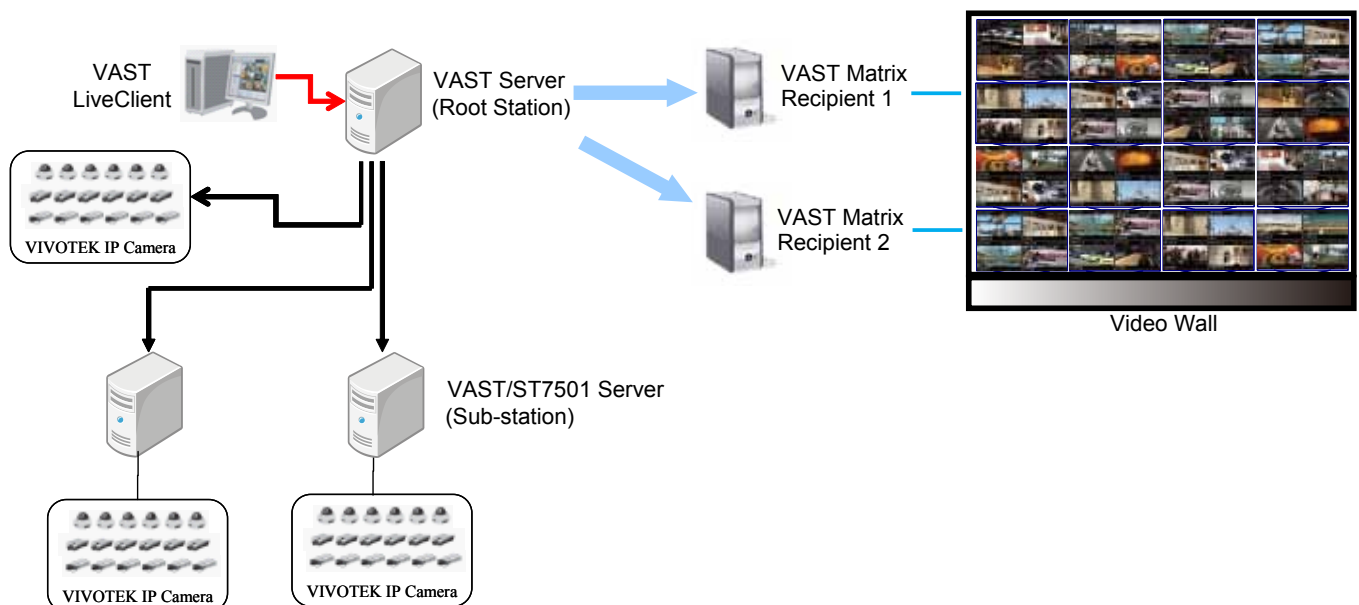 VAST
LiveClient
VAST Server
(Root Station)
VAST Matrix
Recipient 1
VAST Matrix
Recipient 2
Video Wall
VIVOTEK IP Camera
VAST/ST7501 Server
(Sub-station)
VIVOTEK IP Camera
VIVOTEK IP Camera